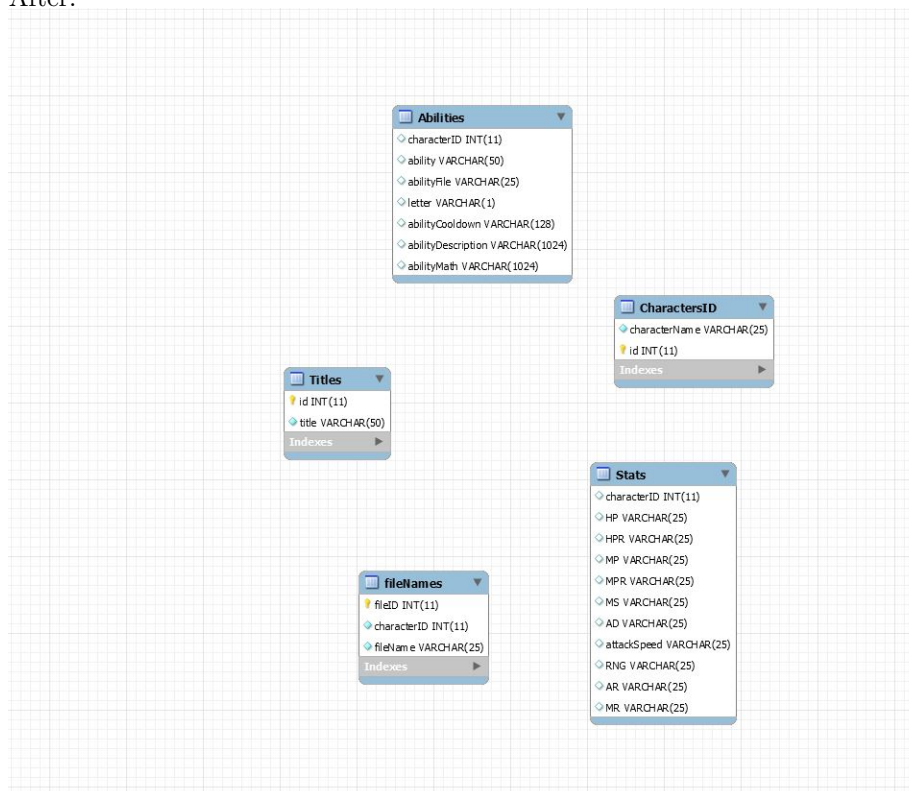 After:
Abilities
characterID INT(11)
ability VARCHAR(50)
abilityFile VARCHAR(25)
letter VARCHAR(1)
abilityCooldown VARCHAR(128)
abilityDescription VARCHAR(1024)
abilityMath VARCHAR(1024)
CharactersID
characterName VARCHAR(25)
id INT(11)
Indexes
Titles
id INT(11)
title VARCHAR(50)
Indexes
Stats
characterID INT(11)
HP VARCHAR(25)
HPR VARCHAR(25)
MP VARCHAR(25)
MPR VARCHAR(25)
MS VARCHAR(25)
AD VARCHAR(25)
attackSpeed VARCHAR(25)
RNG VARCHAR(25)
AR VARCHAR(25)
MR VARCHAR(25)
fileNames
fileID INT(11)
characterID INT(11)
fileName VARCHAR(25)
Indexes